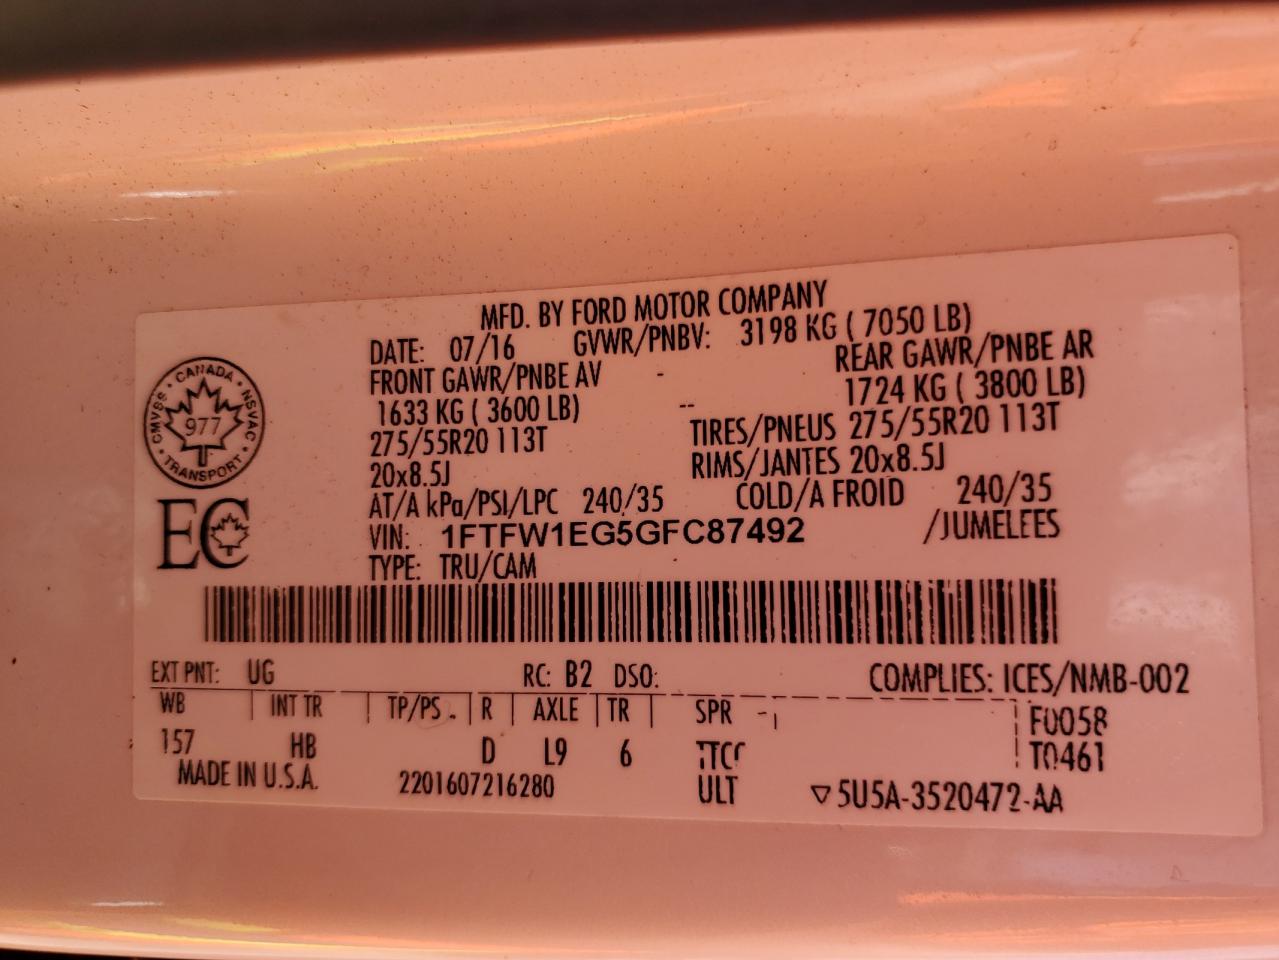 MFD. BY FORD MOTOR COMPANY
DATE: 07/16 GVWR/PNBV: 3198 KG ( 7050 LB)
FRONT GAWR/PNBE AV - REAR GAWR/PNBE AR
1633 KG ( 3600 LB) -- 1724 KG ( 3800 LB)
275/55R20 113T TIRES/PNEUS 275/55R20 113T
20x8.5J RIMS/JANTES 20x8.5J
AT/A kPa/PSI/LPC 240/35 COLD/A FROID 240/35
VIN: 1FTFW1EG5GFC87492 /JUMELEES
TYPE: TRU/CAM
CANADA
CMVSS • NSVAC
977
TRANSPORT
EC
EXT PNT: UG RC: B2 DSO: COMPLIES: ICES/NMB-002
WB INT TR TP/PS R AXLE TR SPR F0058
157 HB D L9 6 T0461
MADE IN U.S.A. 2201607216280 ULT 5U5A-3520472-AA